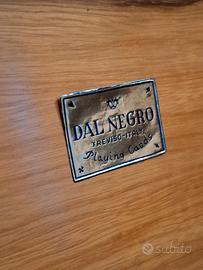 DAL NEGRO
TREVISO-ITALY
Playing Cards
subito